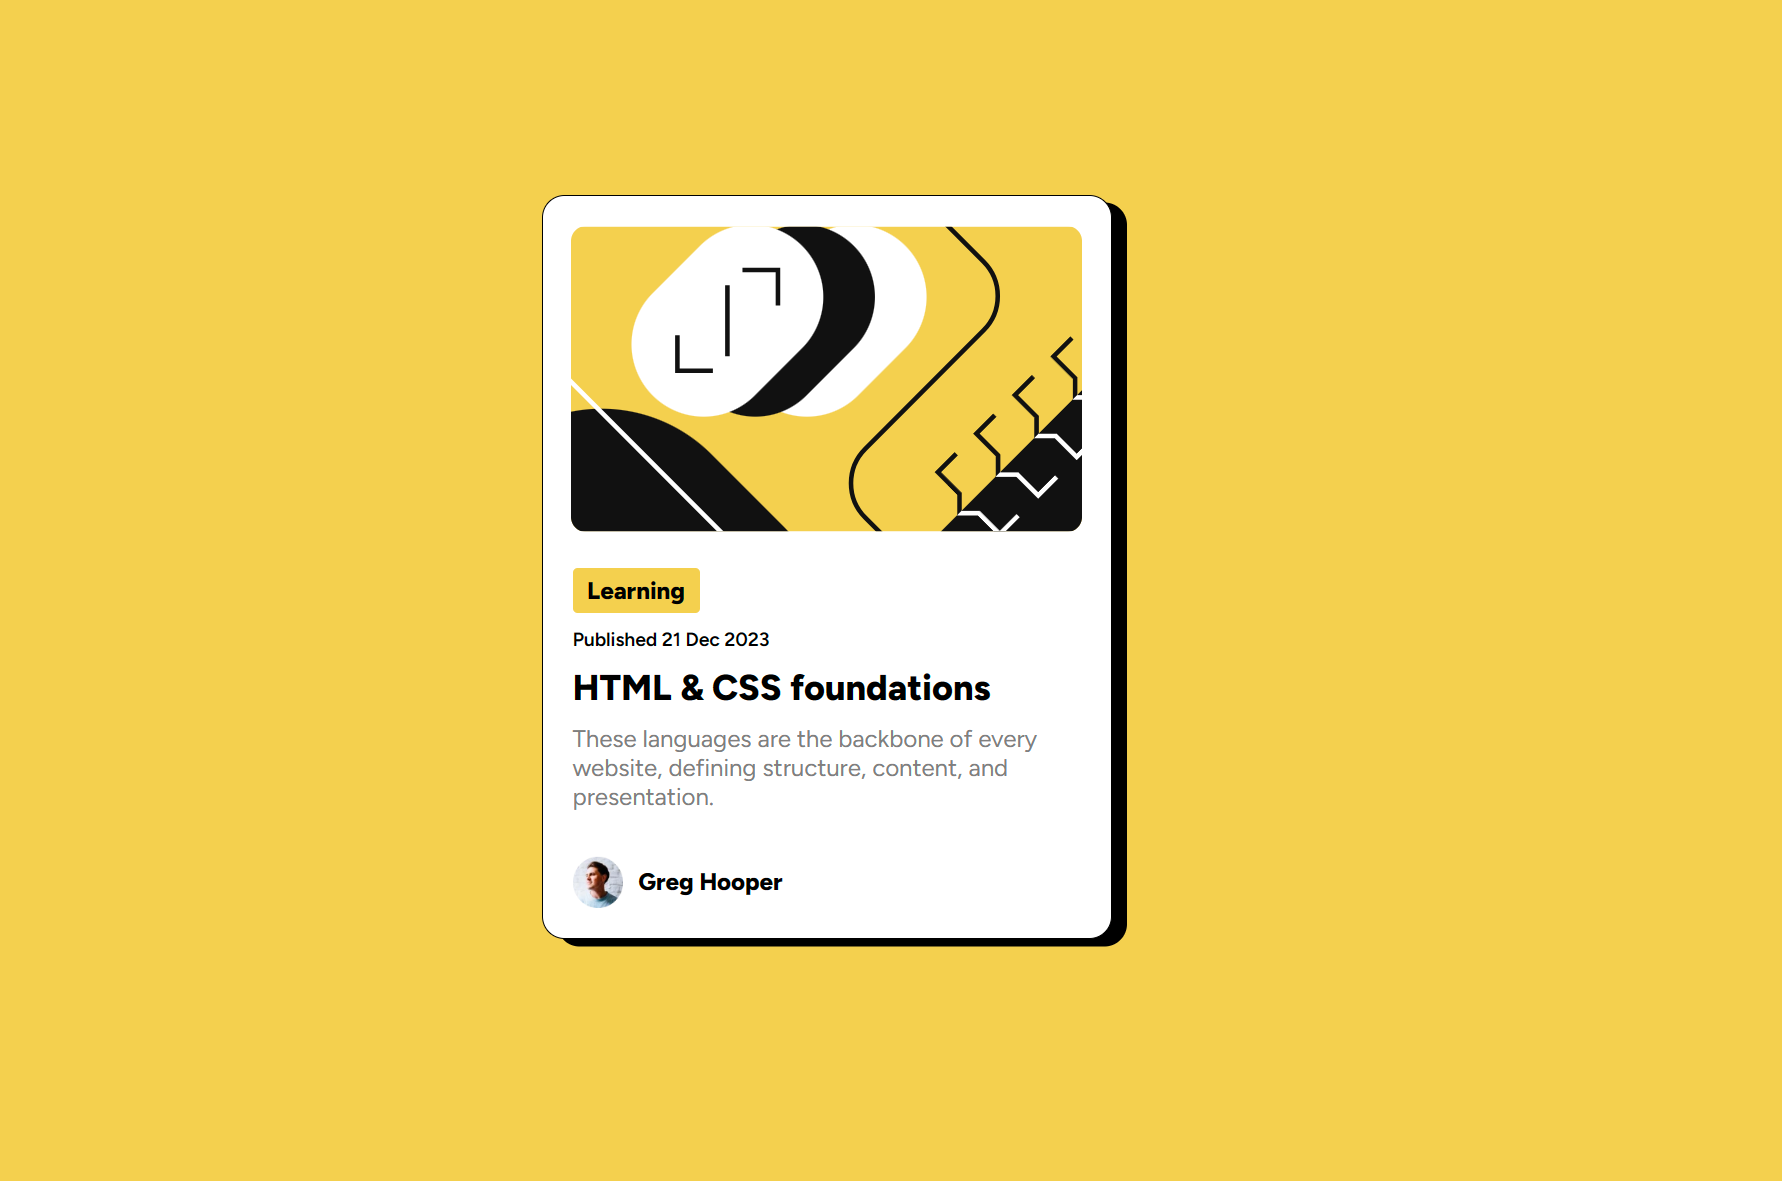 Learning
Published 21 Dec 2023
HTML & CSS foundations
These languages are the backbone of every
website, defining structure, content, and
presentation.
Greg Hooper